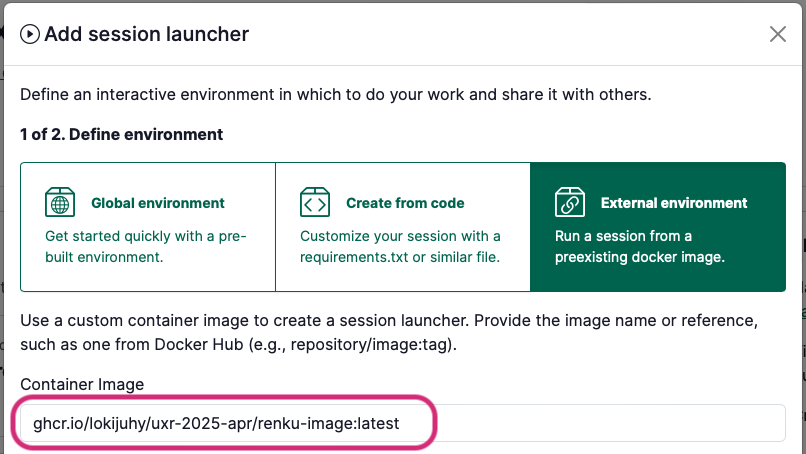 Add session launcher
Define an interactive environment in which to do your work and share it with others.
1 of 2. Define environment
Global environment
Get started quickly with a pre-
built environment.
Create from code
Customize your session with a
requirements.txt or similar file.
External environment
Run a session from a
preexisting docker image.
Use a custom container image to create a session launcher. Provide the image name or reference,
such as one from Docker Hub (e.g., repository/image:tag).
Container Image
ghcr.io/lokijuhy/uxr-2025-apr/renku-image:latest